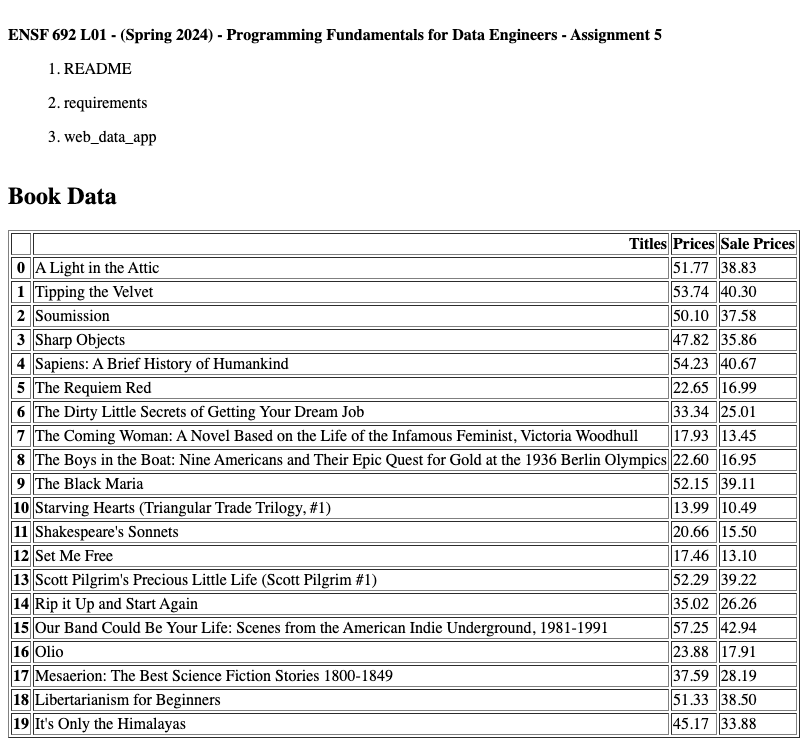 ENSF 692 L01 - (Spring 2024) - Programming Fundamentals for Data Engineers - Assignment 5
1. README
2. requirements
3. web_data_app
Book Data
Titles Prices Sale Prices
0 A Light in the Attic 51.77 38.83
1 Tipping the Velvet 53.74 40.30
2 Soumission 50.10 37.58
3 Sharp Objects 47.82 35.86
4 Sapiens: A Brief History of Humankind 54.23 40.67
5 The Requiem Red 22.65 16.99
6 The Dirty Little Secrets of Getting Your Dream Job 33.34 25.01
7 The Coming Woman: A Novel Based on the Life of the Infamous Feminist, Victoria Woodhull 17.93 13.45
8 The Boys in the Boat: Nine Americans and Their Epic Quest for Gold at the 1936 Berlin Olympics 22.60 16.95
9 The Black Maria 52.15 39.11
10 Starving Hearts (Triangular Trade Trilogy, #1) 13.99 10.49
11 Shakespeare's Sonnets 20.66 15.50
12 Set Me Free 17.46 13.10
13 Scott Pilgrim's Precious Little Life (Scott Pilgrim #1) 52.29 39.22
14 Rip it Up and Start Again 35.02 26.26
15 Our Band Could Be Your Life: Scenes from the American Indie Underground, 1981-1991 57.25 42.94
16 Olio 23.88 17.91
17 Mesaerion: The Best Science Fiction Stories 1800-1849 37.59 28.19
18 Libertarianism for Beginners 51.33 38.50
19 It's Only the Himalayas 45.17 33.88